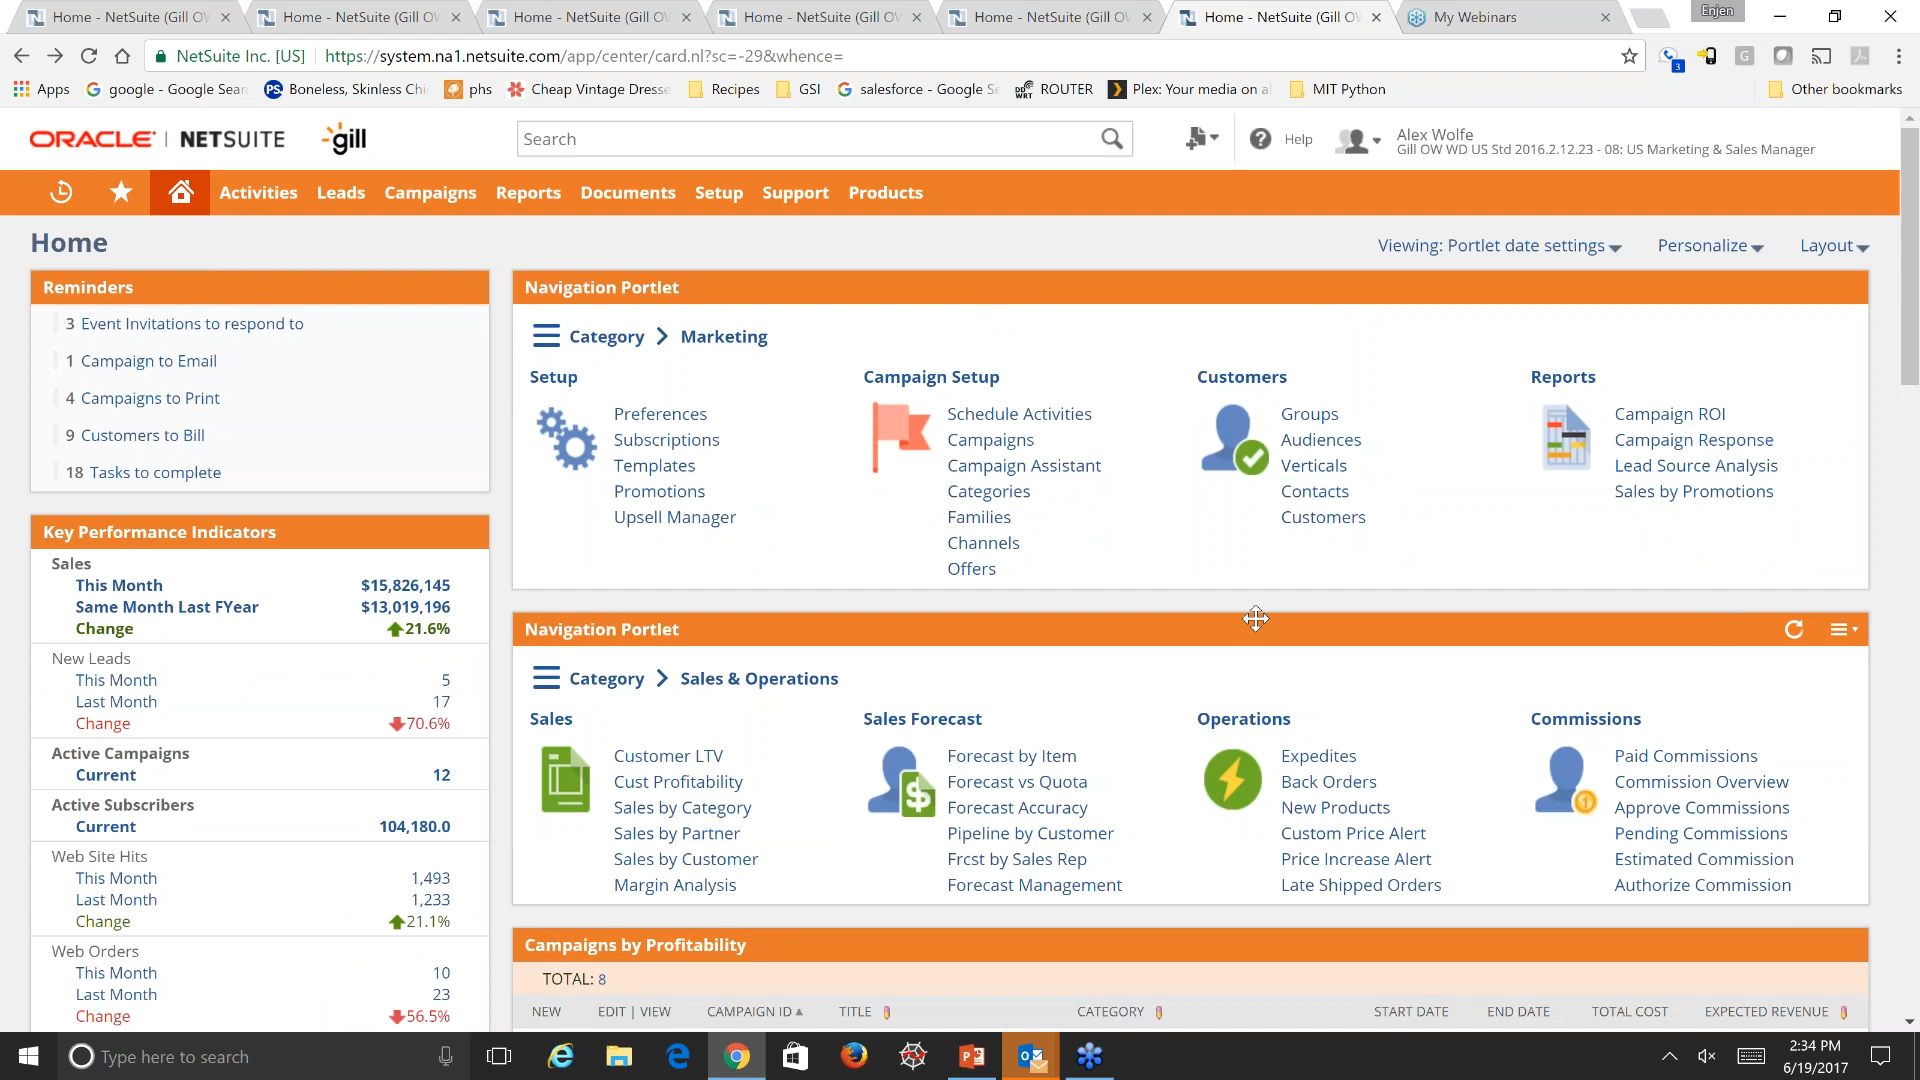 Home - NetSuite (Gill OV
Home - NetSuite (Gill OV
Home - NetSuite (Gill OV
Home - NetSuite (Gill OV
Home - NetSuite (Gill OV
Home - NetSuite (Gill OV
My Webinars
Enjen
NetSuite Inc. [US]
https://system.na1.netsuite.com/app/center/card.nl?sc=-29&whence=
3
Apps
google - Google Sear
Boneless, Skinless Chi
phs
Cheap Vintage Dresse
Recipes
GSI
salesforce - Google Se
ROUTER
Plex: Your media on a
MIT Python
Other bookmarks
ORACLE | NETSUITE
gill
Search
Help
Alex Wolfe
Gill OW WD US Std 2016.2.12.23 - 08: US Marketing & Sales Manager
Activities Leads Campaigns Reports Documents Setup Support Products
Home
Viewing: Portlet date settings
Personalize
Layout
Reminders
3 Event Invitations to respond to
1 Campaign to Email
4 Campaigns to Print
9 Customers to Bill
18 Tasks to complete
Key Performance Indicators
Sales
This Month $15,826,145
Same Month Last FYear $13,019,196
Change 21.6%
New Leads
This Month 5
Last Month 17
Change 70.6%
Active Campaigns
Current 12
Active Subscribers
Current 104,180.0
Web Site Hits
This Month 1,493
Last Month 1,233
Change 21.1%
Web Orders
This Month 10
Last Month 23
Change 56.5%
Navigation Portlet
Category Marketing
Setup
Preferences
Subscriptions
Templates
Promotions
Upsell Manager
Campaign Setup
Schedule Activities
Campaigns
Campaign Assistant
Categories
Families
Channels
Offers
Customers
Groups
Audiences
Verticals
Contacts
Customers
Reports
Campaign ROI
Campaign Response
Lead Source Analysis
Sales by Promotions
Navigation Portlet
Category Sales & Operations
Sales
Customer LTV
Cust Profitability
Sales by Category
Sales by Partner
Sales by Customer
Margin Analysis
Sales Forecast
Forecast by Item
Forecast vs Quota
Forecast Accuracy
Pipeline by Customer
Frcst by Sales Rep
Forecast Management
Operations
Expedites
Back Orders
New Products
Custom Price Alert
Price Increase Alert
Late Shipped Orders
Commissions
Paid Commissions
Commission Overview
Approve Commissions
Pending Commissions
Estimated Commission
Authorize Commission
Campaigns by Profitability
TOTAL: 8
NEW EDIT | VIEW CAMPAIGN ID TITLE CATEGORY START DATE END DATE TOTAL COST EXPECTED REVENUE
Type here to search
2:34 PM
6/19/2017